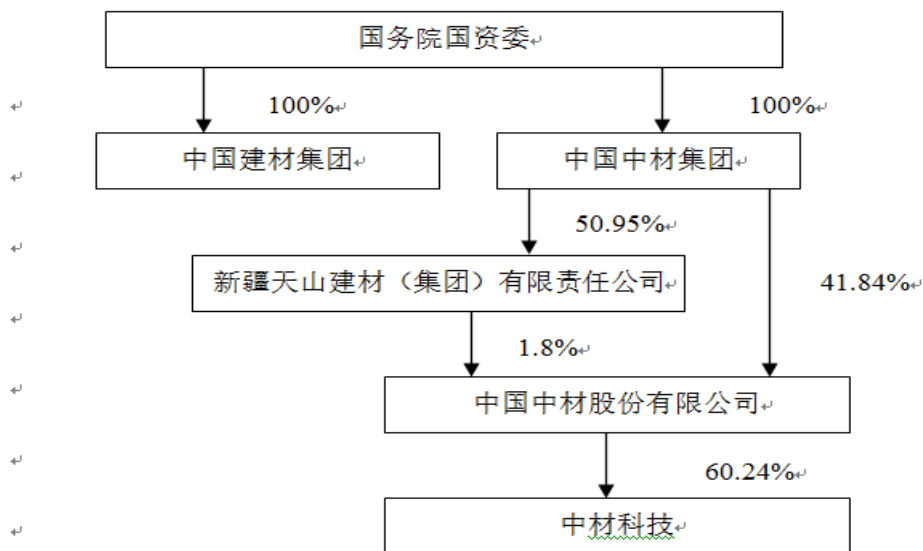 国务院国资委
100%
100%
中国建材集团
中国中材集团
50.95%
新疆天山建材（集团）有限责任公司
41.84%
1.8%
中国中材股份有限公司
60.24%
中材科技